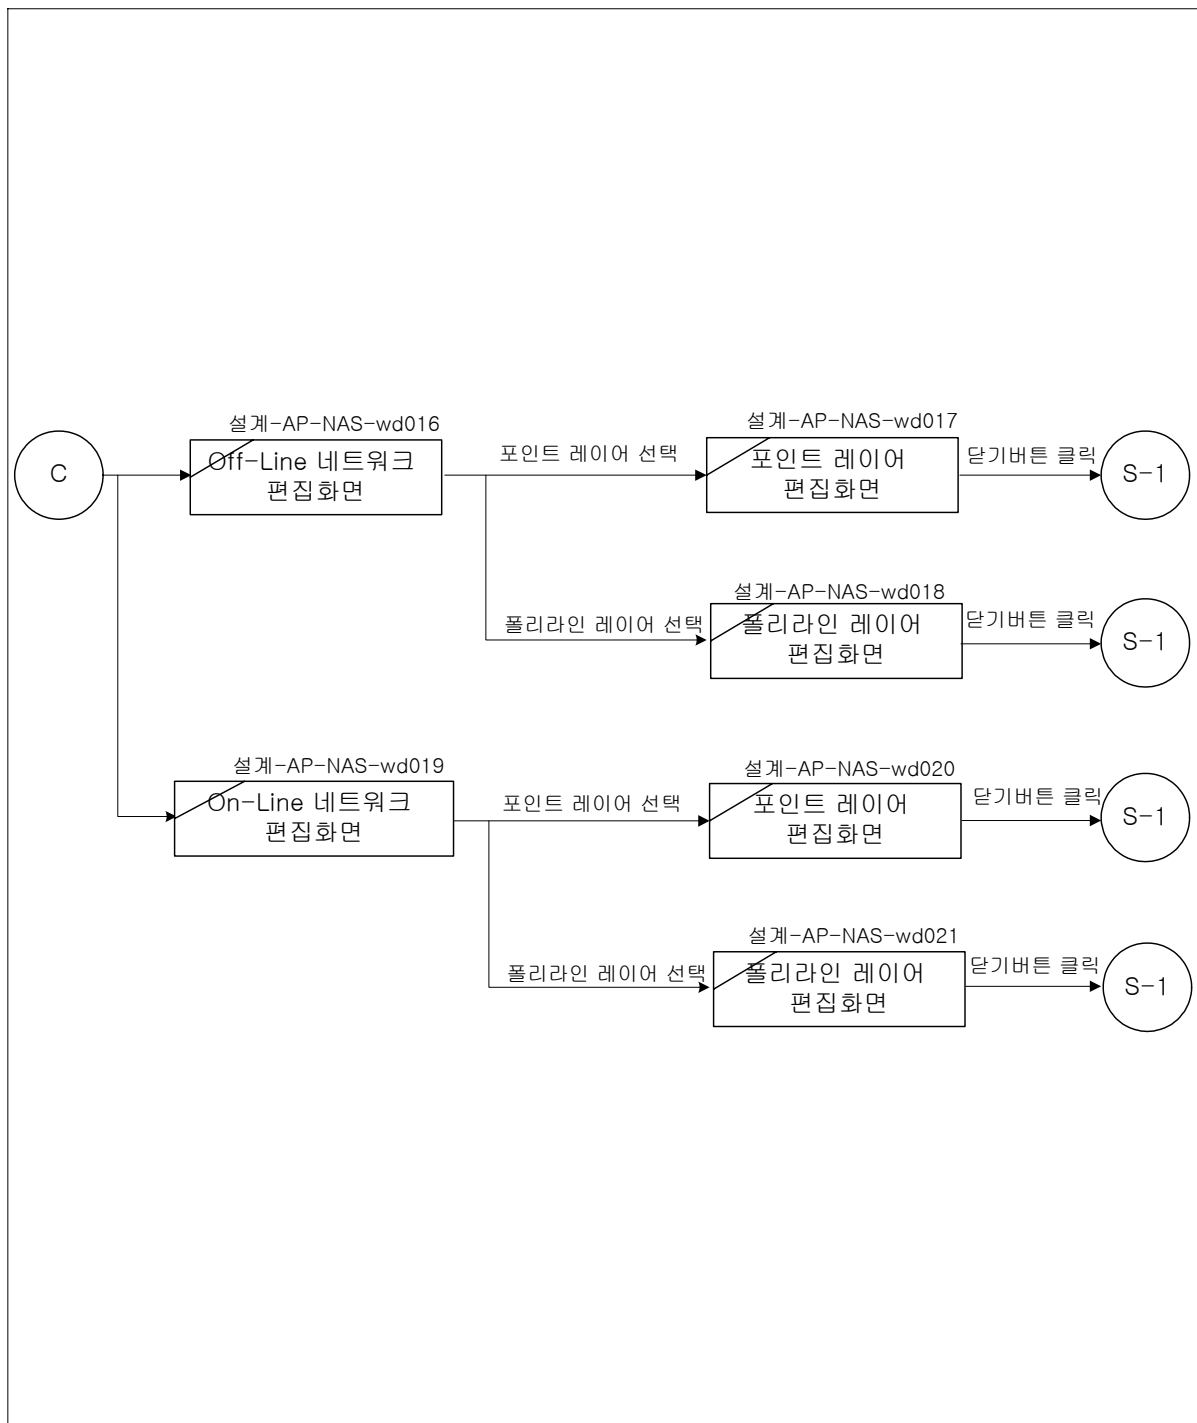 설계-AP-NAS-wd016
설계-AP-NAS-wd017
C
Off-Line 네트워크
편집화면
포인트 레이어 선택
포인트 레이어
편집화면
닫기버튼 클릭
S-1
설계-AP-NAS-wd018
폴리라인 레이어 선택
폴리라인 레이어
편집화면
닫기버튼 클릭
S-1
설계-AP-NAS-wd019
설계-AP-NAS-wd020
On-Line 네트워크
편집화면
포인트 레이어 선택
포인트 레이어
편집화면
닫기버튼 클릭
S-1
설계-AP-NAS-wd021
폴리라인 레이어 선택
폴리라인 레이어
편집화면
닫기버튼 클릭
S-1